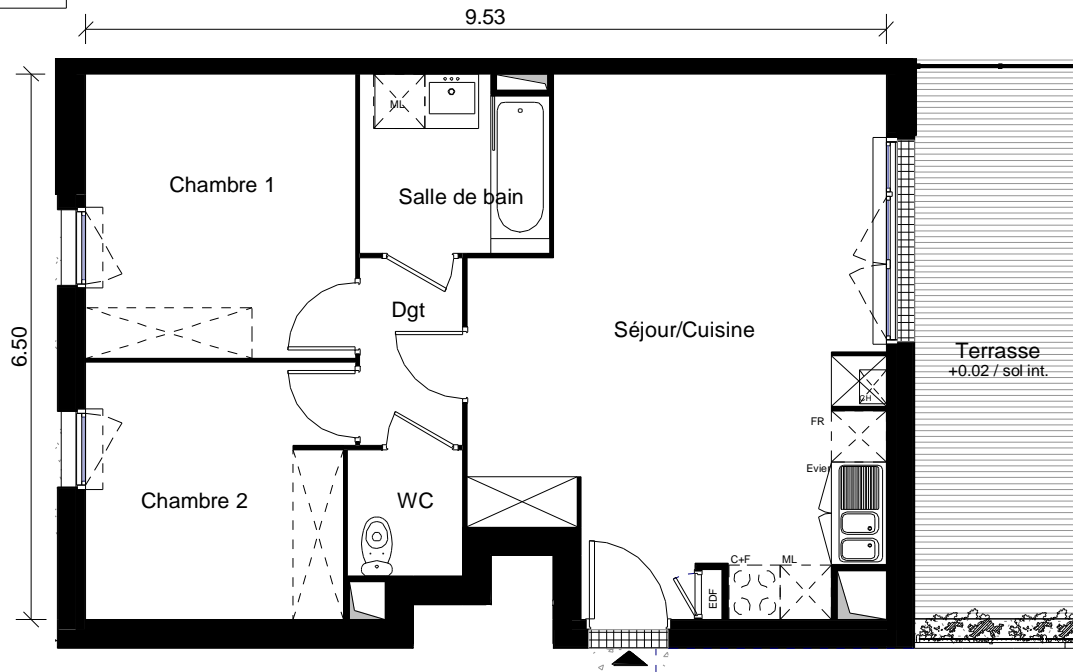 9.53
6.50
ML
Chambre 1
Salle de bain
Dgt
Séjour/Cuisine
Terrasse
+0.02 / sol int.
FR
Evier
Chambre 2
WC
C+F
ML
EDF